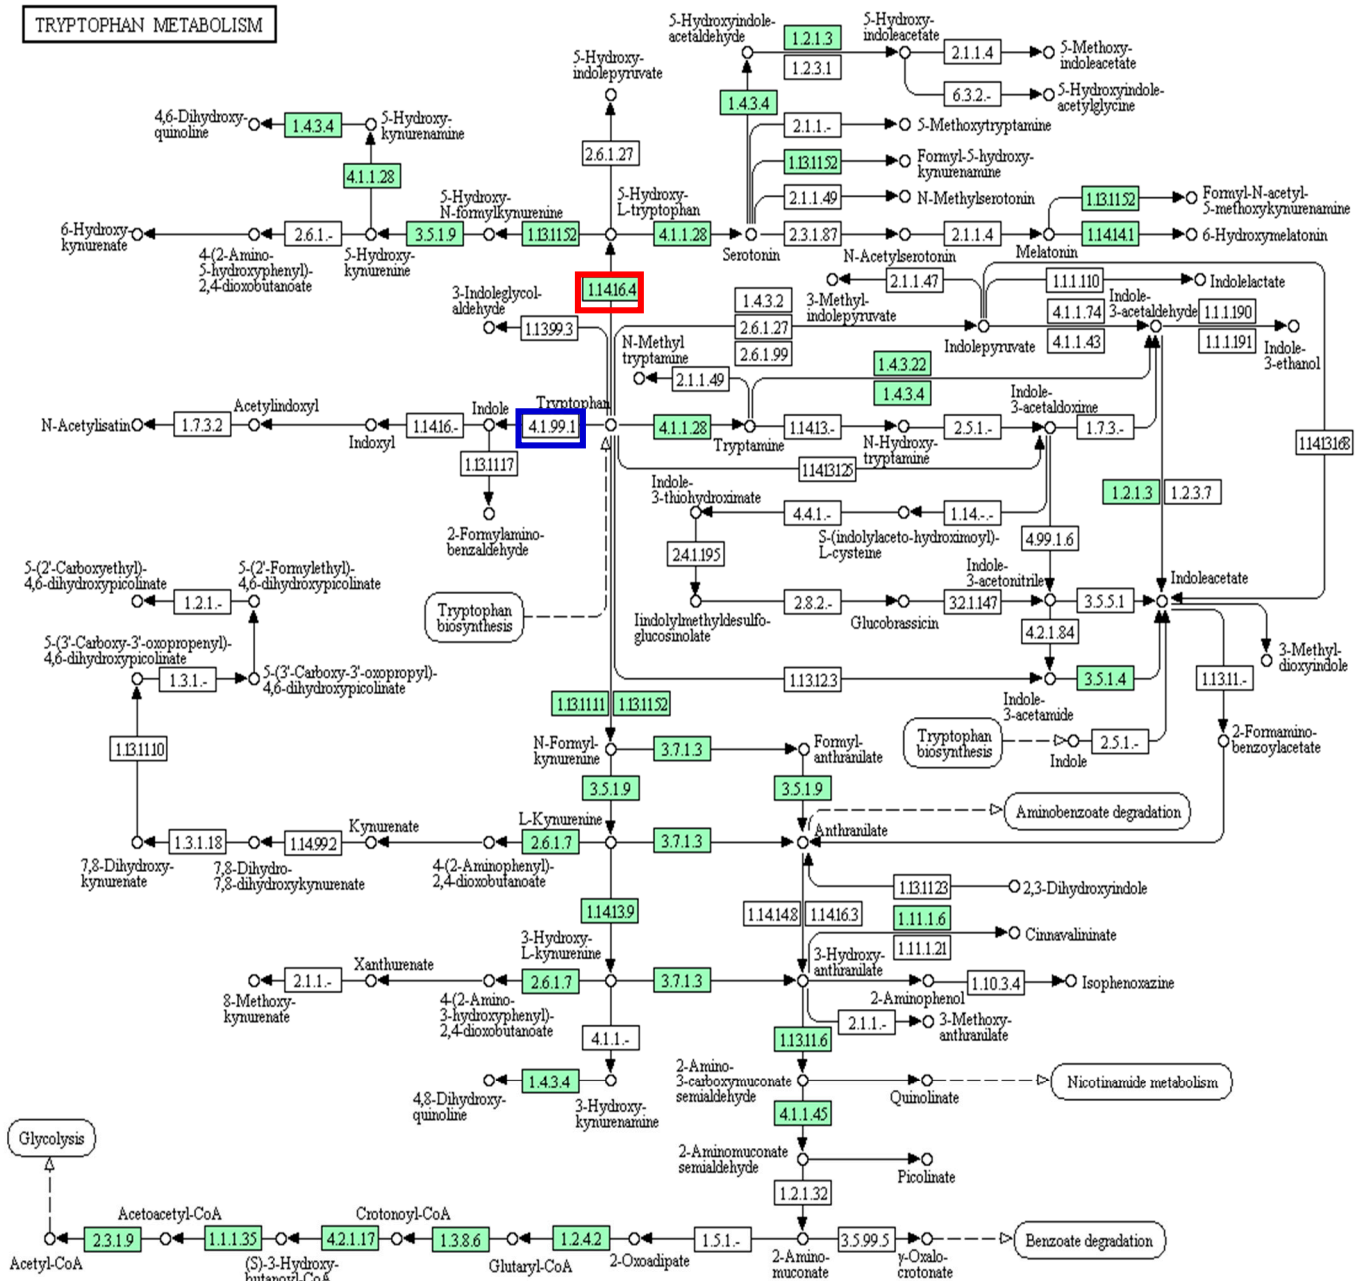 TRYPTOPHAN METABOLISM
5-Hydroxyindole-
acetaldehyde
1.2.1.3
1.2.3.1
5-Hydroxy-
indoleacetate
2.1.1.4
5-Methoxy-
indoleacetate
6.3.2.-
5-Hydroxyindole-
acetylglycine
5-Hydroxy-
indolepyruvate
1.4.3.4
4,6-Dihydroxy-
quinoline
1.4.3.4
5-Hydroxy-
kynurenamine
2.1.1.-
5-Methoxytryptamine
2.6.1.27
1.13.1152
Formyl-5-hydroxy-
kynurenamine
4.1.1.28
5-Hydroxy-
N-formylkynurenine
5-Hydroxy-
L-tryptophan
2.1.1.49
N-Methylserotonin
1.13.1152
Formyl-N-acetyl-
5-methoxykynurenamine
6-Hydroxy-
kynurenate
2.6.1.-
3.5.1.9
1.13.1152
4.1.1.28
2.3.1.87
2.1.1.4
1.14.14.1
6-Hydroxymelatonin
4-(2-Amino-
5-hydroxyphenyl)-
2,4-dioxobutanoate
5-Hydroxy-
kynurenine
Serotonin
N-Acetylserotonin
Melatonin
1.14.16.4
3-Indoleglycol-
aldehyde
1.1399.3
1.4.3.2
2.6.1.27
2.6.1.99
3-Methyl-
indolepyruvate
2.1.1.47
1.1.1.110
Indolelactate
Indole-
3-acetaldehyde
4.1.1.74
4.1.1.43
1.1.1.190
1.1.1.191
Indolepyruvate
Indole-
3-ethanol
N-Methyl
tryptamine
2.1.1.49
1.4.3.22
1.4.3.4
N-Acetylisatin
1.7.3.2
Acetylindoxyl
1.14.16.-
Indoxyl
Indole
4.1.99.1
Tryptophan
4.1.1.28
Tryptamine
1.1413.-
N-Hydroxy-
tryptamine
2.5.1.-
Indole-
3-acetaldoxime
1.7.3.-
11413168
1.13.1117
11413125
2-Formylamino-
benzaldehyde
Indole-
3-thiohydroximate
4.4.1.-
1.14.-.-
S-(indolylaceto-hydroximoyl)-
L-cysteine
1.2.1.3
1.2.3.7
2.4.1.195
4.99.1.6
5-(2'-Carboxyethyl)-
4,6-dihydroxypicolinate
5-(2'-Formylethyl)-
4,6-dihydroxypicolinate
1.2.1.-
Tryptophan
biosynthesis
Iindolylmethyldesulfo-
glucosinolate
2.8.2.-
Glucobrassicin
3.2.1.147
Indole-
3-acetonitrile
3.5.5.1
Indoleacetate
4.2.1.84
5-(3'-Carboxy-3'-oxopropenyl)-
4,6-dihydroxypicolinate
1.3.1.-
5-(3'-Carboxy-3'-oxopropyl)-
4,6-dihydroxypicolinate
1.13.12.3
3.5.1.4
Indole-
3-acetamide
1.13.11.-
3-Methyl-
dioxyindole
1.13.1111
1.13.1152
1.13.1110
N-Formyl-
kynurenine
3.7.1.3
Formyl-
anthranilate
Tryptophan
biosynthesis
Indole
2.5.1.-
2-Formamino-
benzoylacetate
3.5.1.9
3.5.1.9
Aminobenzoate degradation
7,8-Dihydroxy-
kynurenate
1.3.1.18
7,8-Dihydro-
7,8-dihydroxykynurenate
1.14.99.2
Kynurenate
4-(2-Aminophenyl)-
2,4-dioxobutanoate
2.6.1.7
L-Kynurenine
3.7.1.3
Anthranilate
1.13.1123
2,3-Dihydroxyindole
1.14.13.9
1.14.14.8
1.14.16.3
1.11.1.6
1.11.1.21
Cinnavalininate
3-Hydroxy-
L-kynurenine
3-Hydroxy-
anthranilate
2.1.1.-
8-Methoxy-
kynurenate
Xanthurenate
4-(2-Amino-
3-hydroxyphenyl)-
2,4-dioxobutanoate
2.6.1.7
3.7.1.3
2-Aminophenol
1.10.3.4
Isophenoxazine
4.1.1.-
2.1.1.-
3-Methoxy-
anthranilate
1.13.11.6
4,8-Dihydroxy-
quinoline
1.4.3.4
3-Hydroxy-
kynurenamine
2-Amino-
3-carboxymuconate
semialdehyde
Quinolinate
Nicotinamide metabolism
4.1.1.45
Glycolysis
2-Aminomuconate
semialdehyde
Picolinate
1.2.1.32
Acetyl-CoA
2.3.1.9
Acetoacetyl-CoA
1.1.1.35
(S)-3-Hydroxy-
butanoyl-CoA
4.2.1.17
Crotonoyl-CoA
1.3.8.6
Glutaryl-CoA
1.2.4.2
2-Oxoadipate
1.5.1.-
2-Amino-
muconate
3.5.99.5
γ-Oxalo-
crotonate
Benzoate degradation